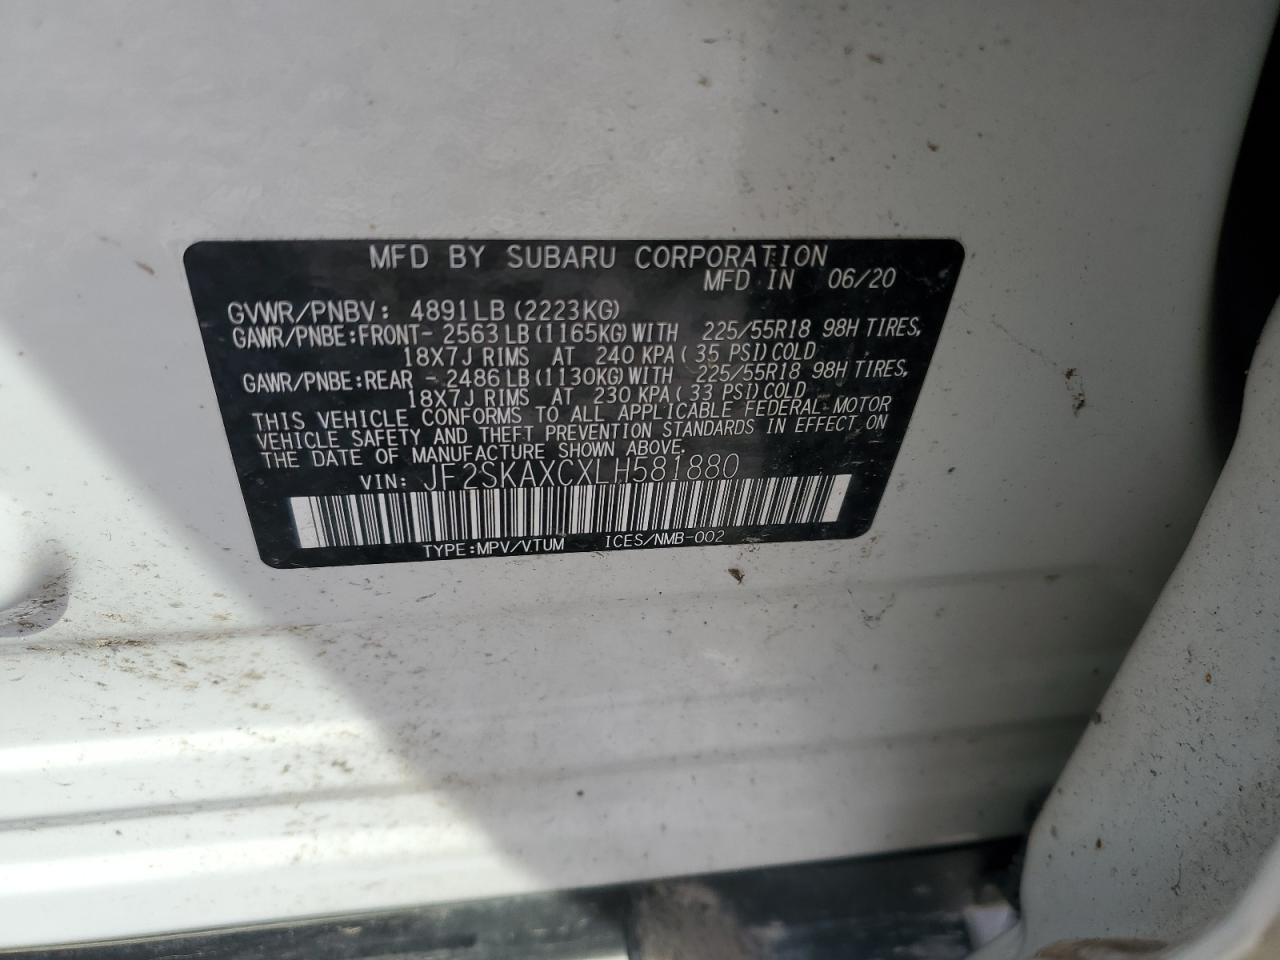 MFD BY SUBARU CORPORATION
MFD IN 06/20
GVWR/PNBV: 4891LB (2223KG)
GAWR/PNBE:FRONT- 2563LB (1165KG) WITH 225/55R18 98H TIRES,
18X7J RIMS AT 240 KPA( 35 PSI) COLD
GAWR/PNBE:REAR - 2486LB (1130KG) WITH 225/55R18 98H TIRES,
18X7J RIMS AT 230 KPA( 33 PSI) COLD
THIS VEHICLE CONFORMS TO ALL APPLICABLE FEDERAL MOTOR
VEHICLE SAFETY AND THEFT PREVENTION STANDARDS IN EFFECT ON
THE DATE OF MANUFACTURE SHOWN ABOVE.
VIN: JF2SKAXCXLH581880
TYPE:MPV/VTUM ICES/NMB-002